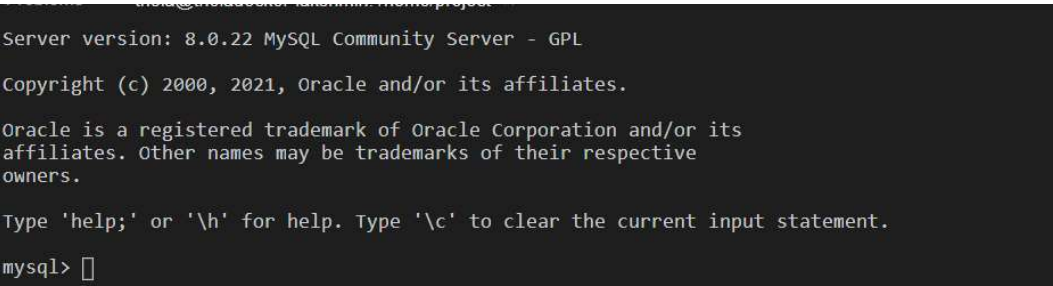 Server version: 8.0.22 MySQL Community Server - GPL
Copyright (c) 2000, 2021, Oracle and/or its affiliates.
Oracle is a registered trademark of Oracle Corporation and/or its
affiliates. Other names may be trademarks of their respective
owners.
Type 'help;' or '\h' for help. Type '\c' to clear the current input statement.
mysql>